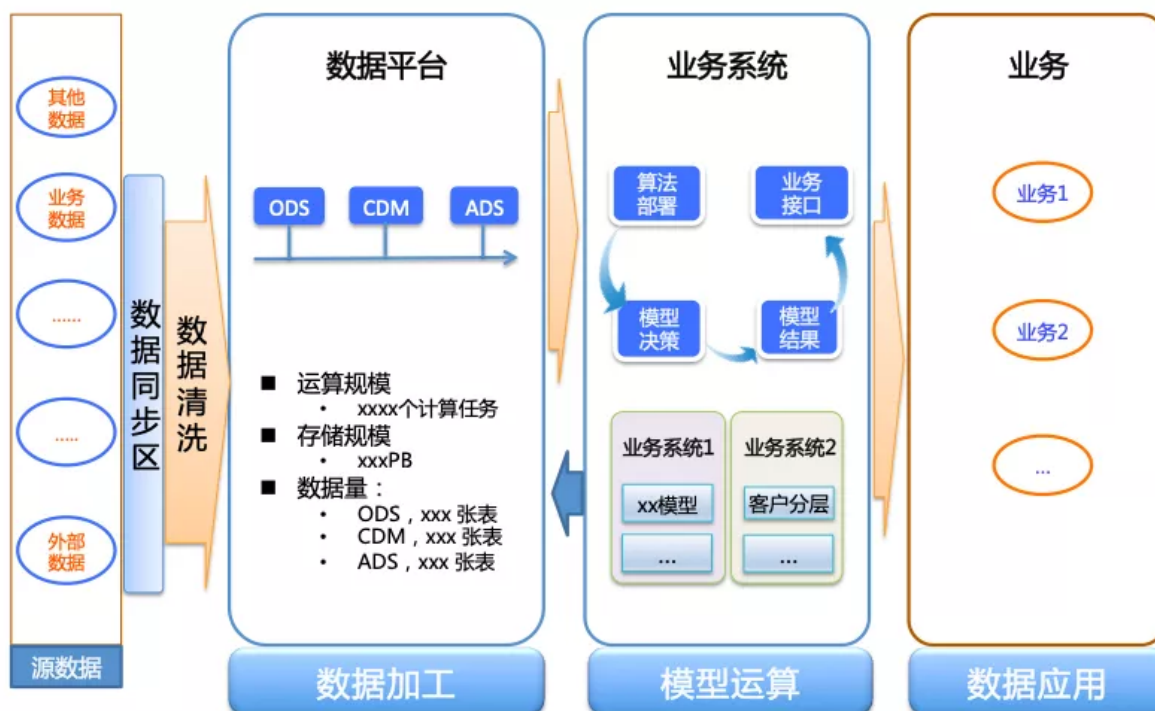 其他
数据
业务
数据
......
.....
外部
数据
源数据
数据同步区
数据清洗
数据平台
ODS
CDM
ADS
■ 运算规模
• xxxx个计算任务
■ 存储规模
• xxxPB
■ 数据量：
• ODS，xxx 张表
• CDM，xxx 张表
• ADS，xxx 张表
数据加工
业务系统
算法
部署
业务
接口
模型
决策
模型
结果
业务系统1
xx模型
...
业务系统2
客户分层
...
模型运算
业务
业务1
业务2
...
数据应用